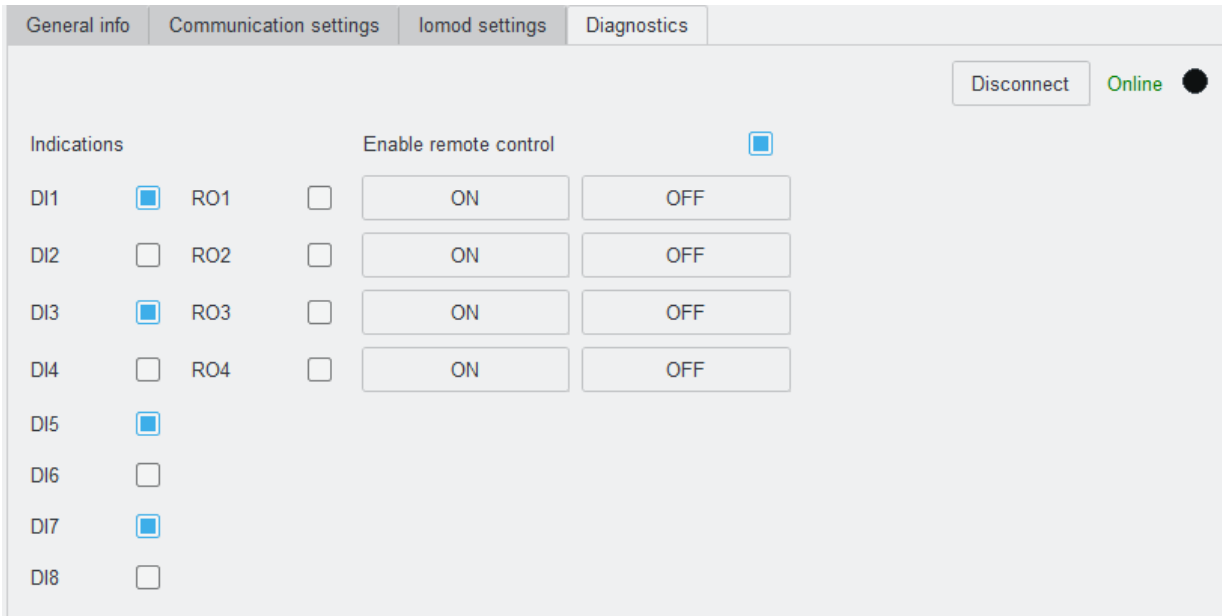 General info Communication settings Iomod settings Diagnostics
Disconnect Online
Indications Enable remote control
DI1 RO1 ON OFF
DI2 RO2 ON OFF
DI3 RO3 ON OFF
DI4 RO4 ON OFF
DI5
DI6
DI7
DI8